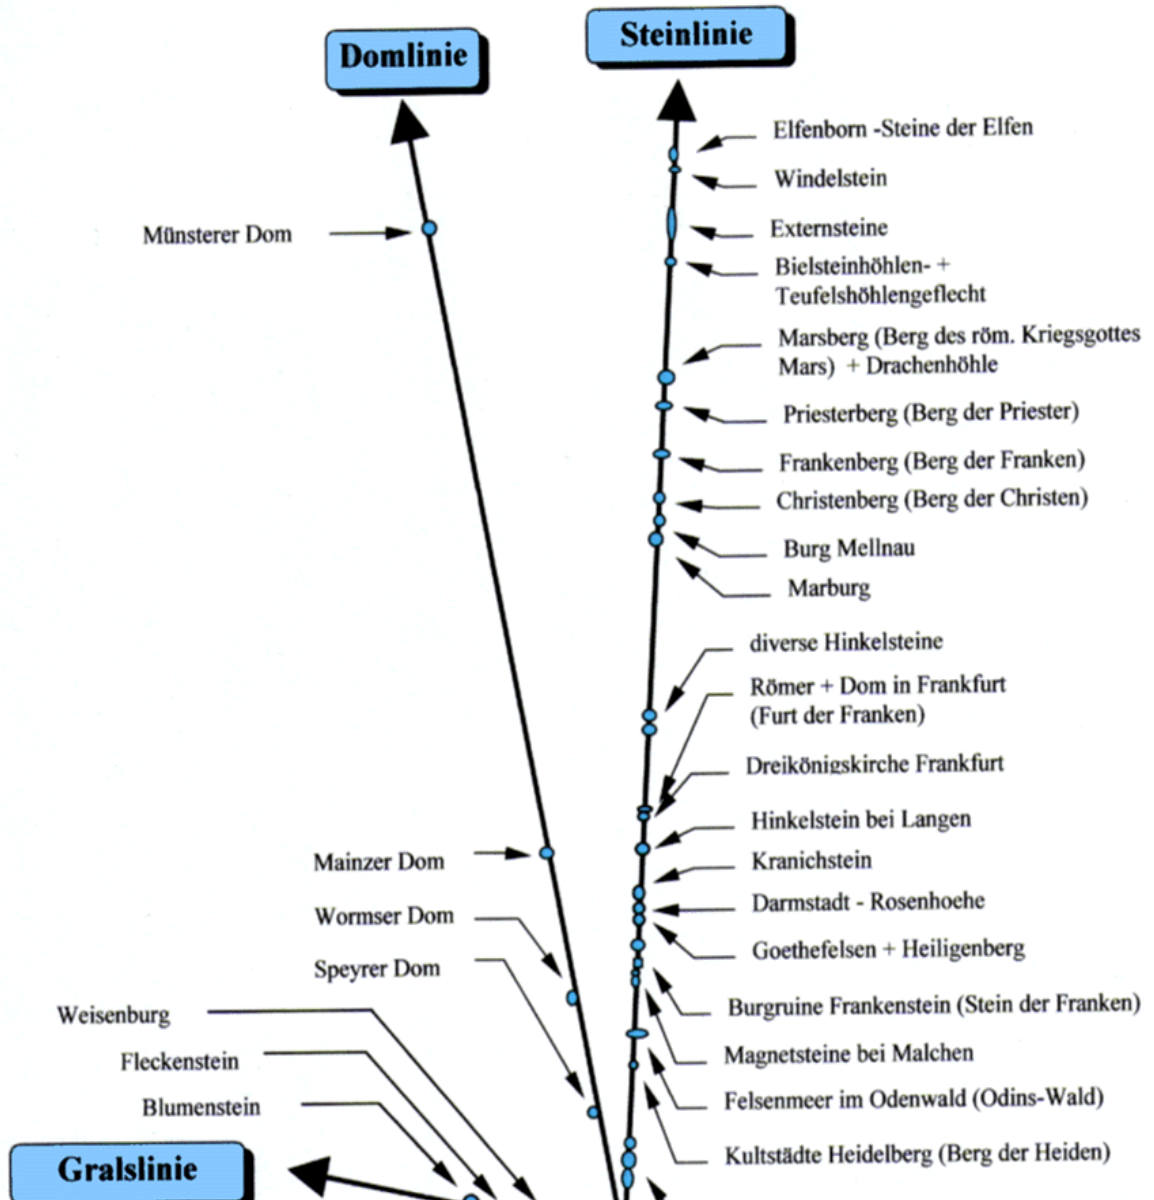 Domlinie
Steinlinie
Elfenborn -Steine der Elfen
Windelstein
Externsteine
Münsterer Dom
Bielsteinhöhlen- +
Teufelshöhlengeflecht
Marsberg (Berg des röm. Kriegsgottes
Mars) + Drachenhöhle
Priesterberg (Berg der Priester)
Frankenberg (Berg der Franken)
Christenberg (Berg der Christen)
Burg Mellnau
Marburg
diverse Hinkelsteine
Römer + Dom in Frankfurt
(Furt der Franken)
Dreikönigskirche Frankfurt
Hinkelstein bei Langen
Mainzer Dom
Kranichstein
Darmstadt - Rosenhoehe
Wormser Dom
Goethefelsen + Heiligenberg
Speyrer Dom
Burgruine Frankenstein (Stein der Franken)
Weisenburg
Magnetsteine bei Malchen
Fleckenstein
Felsenmeer im Odenwald (Odins-Wald)
Blumenstein
Kultstädte Heidelberg (Berg der Heiden)
Gralslinie